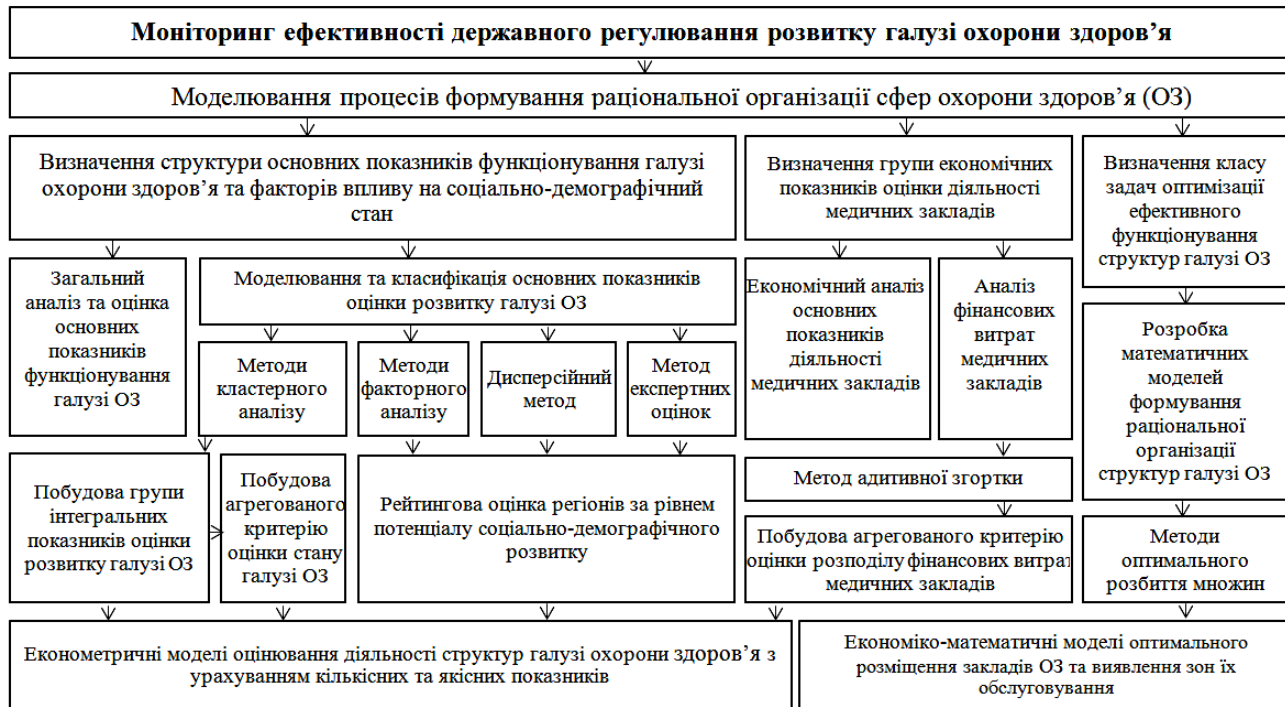 Моніторинг ефективності державного регулювання розвитку галузі охорони здоров’я
Моделювання процесів формування раціональної організації сфер охорони здоров’я (ОЗ)
Визначення структури основних показників функціонування галузі
охорони здоров’я та факторів впливу на соціально-демографічний
стан
Визначення групи економічних
показників оцінки діяльності
медичних закладів
Визначення класу
задач оптимізації
ефективного
функціонування
структур галузі ОЗ
Загальний
аналіз та оцінка
основних
показників
функціонування
галузі ОЗ
Моделювання та класифікація основних показників
оцінки розвитку галузі ОЗ
Методи
кластерного
аналізу
Методи
факторного
аналізу
Дисперсійний
метод
Метод
експертних
оцінок
Економічний аналіз
основних
показників
діяльності
медичних закладів
Аналіз
фінансових
витрат
медичних
закладів
Розробка
математичних
моделей
формування
раціональної
організації
структур галузі ОЗ
Побудова групи
інтегральних
показників оцінки
розвитку галузі ОЗ
Побудова
агрегованого
критерію
оцінки стану
галузі ОЗ
Рейтингова оцінка регіонів за рівнем
потенціалу соціально-демографічного
розвитку
Метод адитивної згортки
Побудова агрегованого критерію
оцінки розподілу фінансових витрат
медичних закладів
Методи
оптимального
розбиття множин
Економетричні моделі оцінювання діяльності структур галузі охорони здоров’я з
урахуванням кількісних та якісних показників
Економіко-математичні моделі оптимального
розміщення закладів ОЗ та виявлення зон їх
обслуговування